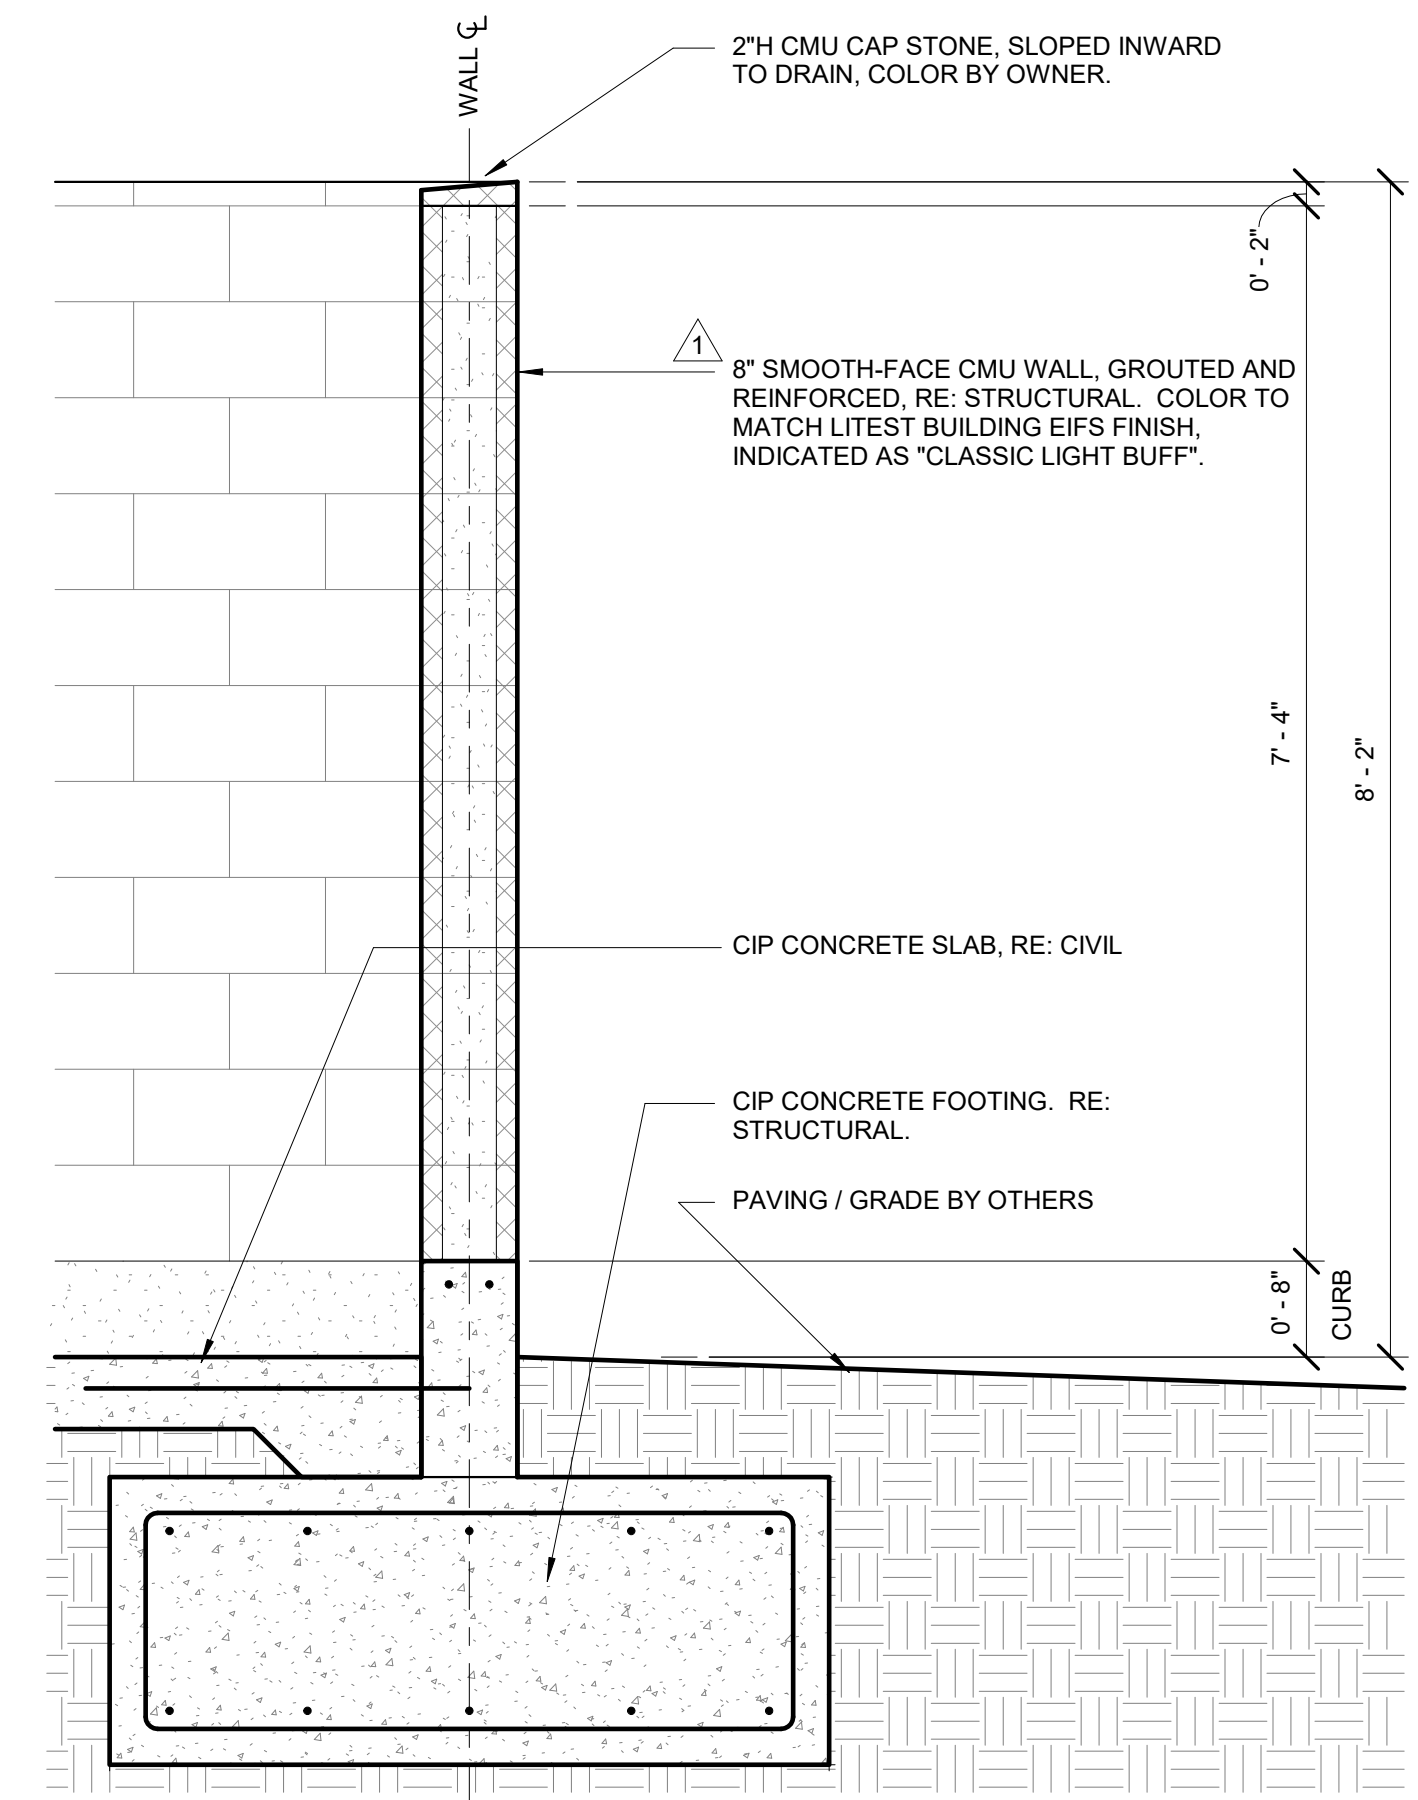 WALL ℄
2"H CMU CAP STONE, SLOPED INWARD
TO DRAIN, COLOR BY OWNER.
0' - 2"
1
8" SMOOTH-FACE CMU WALL, GROUTED AND
REINFORCED, RE: STRUCTURAL.  COLOR TO
MATCH LITEST BUILDING EIFS FINISH,
INDICATED AS "CLASSIC LIGHT BUFF".
7' - 4"
8' - 2"
CIP CONCRETE SLAB, RE: CIVIL
CIP CONCRETE FOOTING.  RE:
STRUCTURAL.
PAVING / GRADE BY OTHERS
0' - 8"
CURB